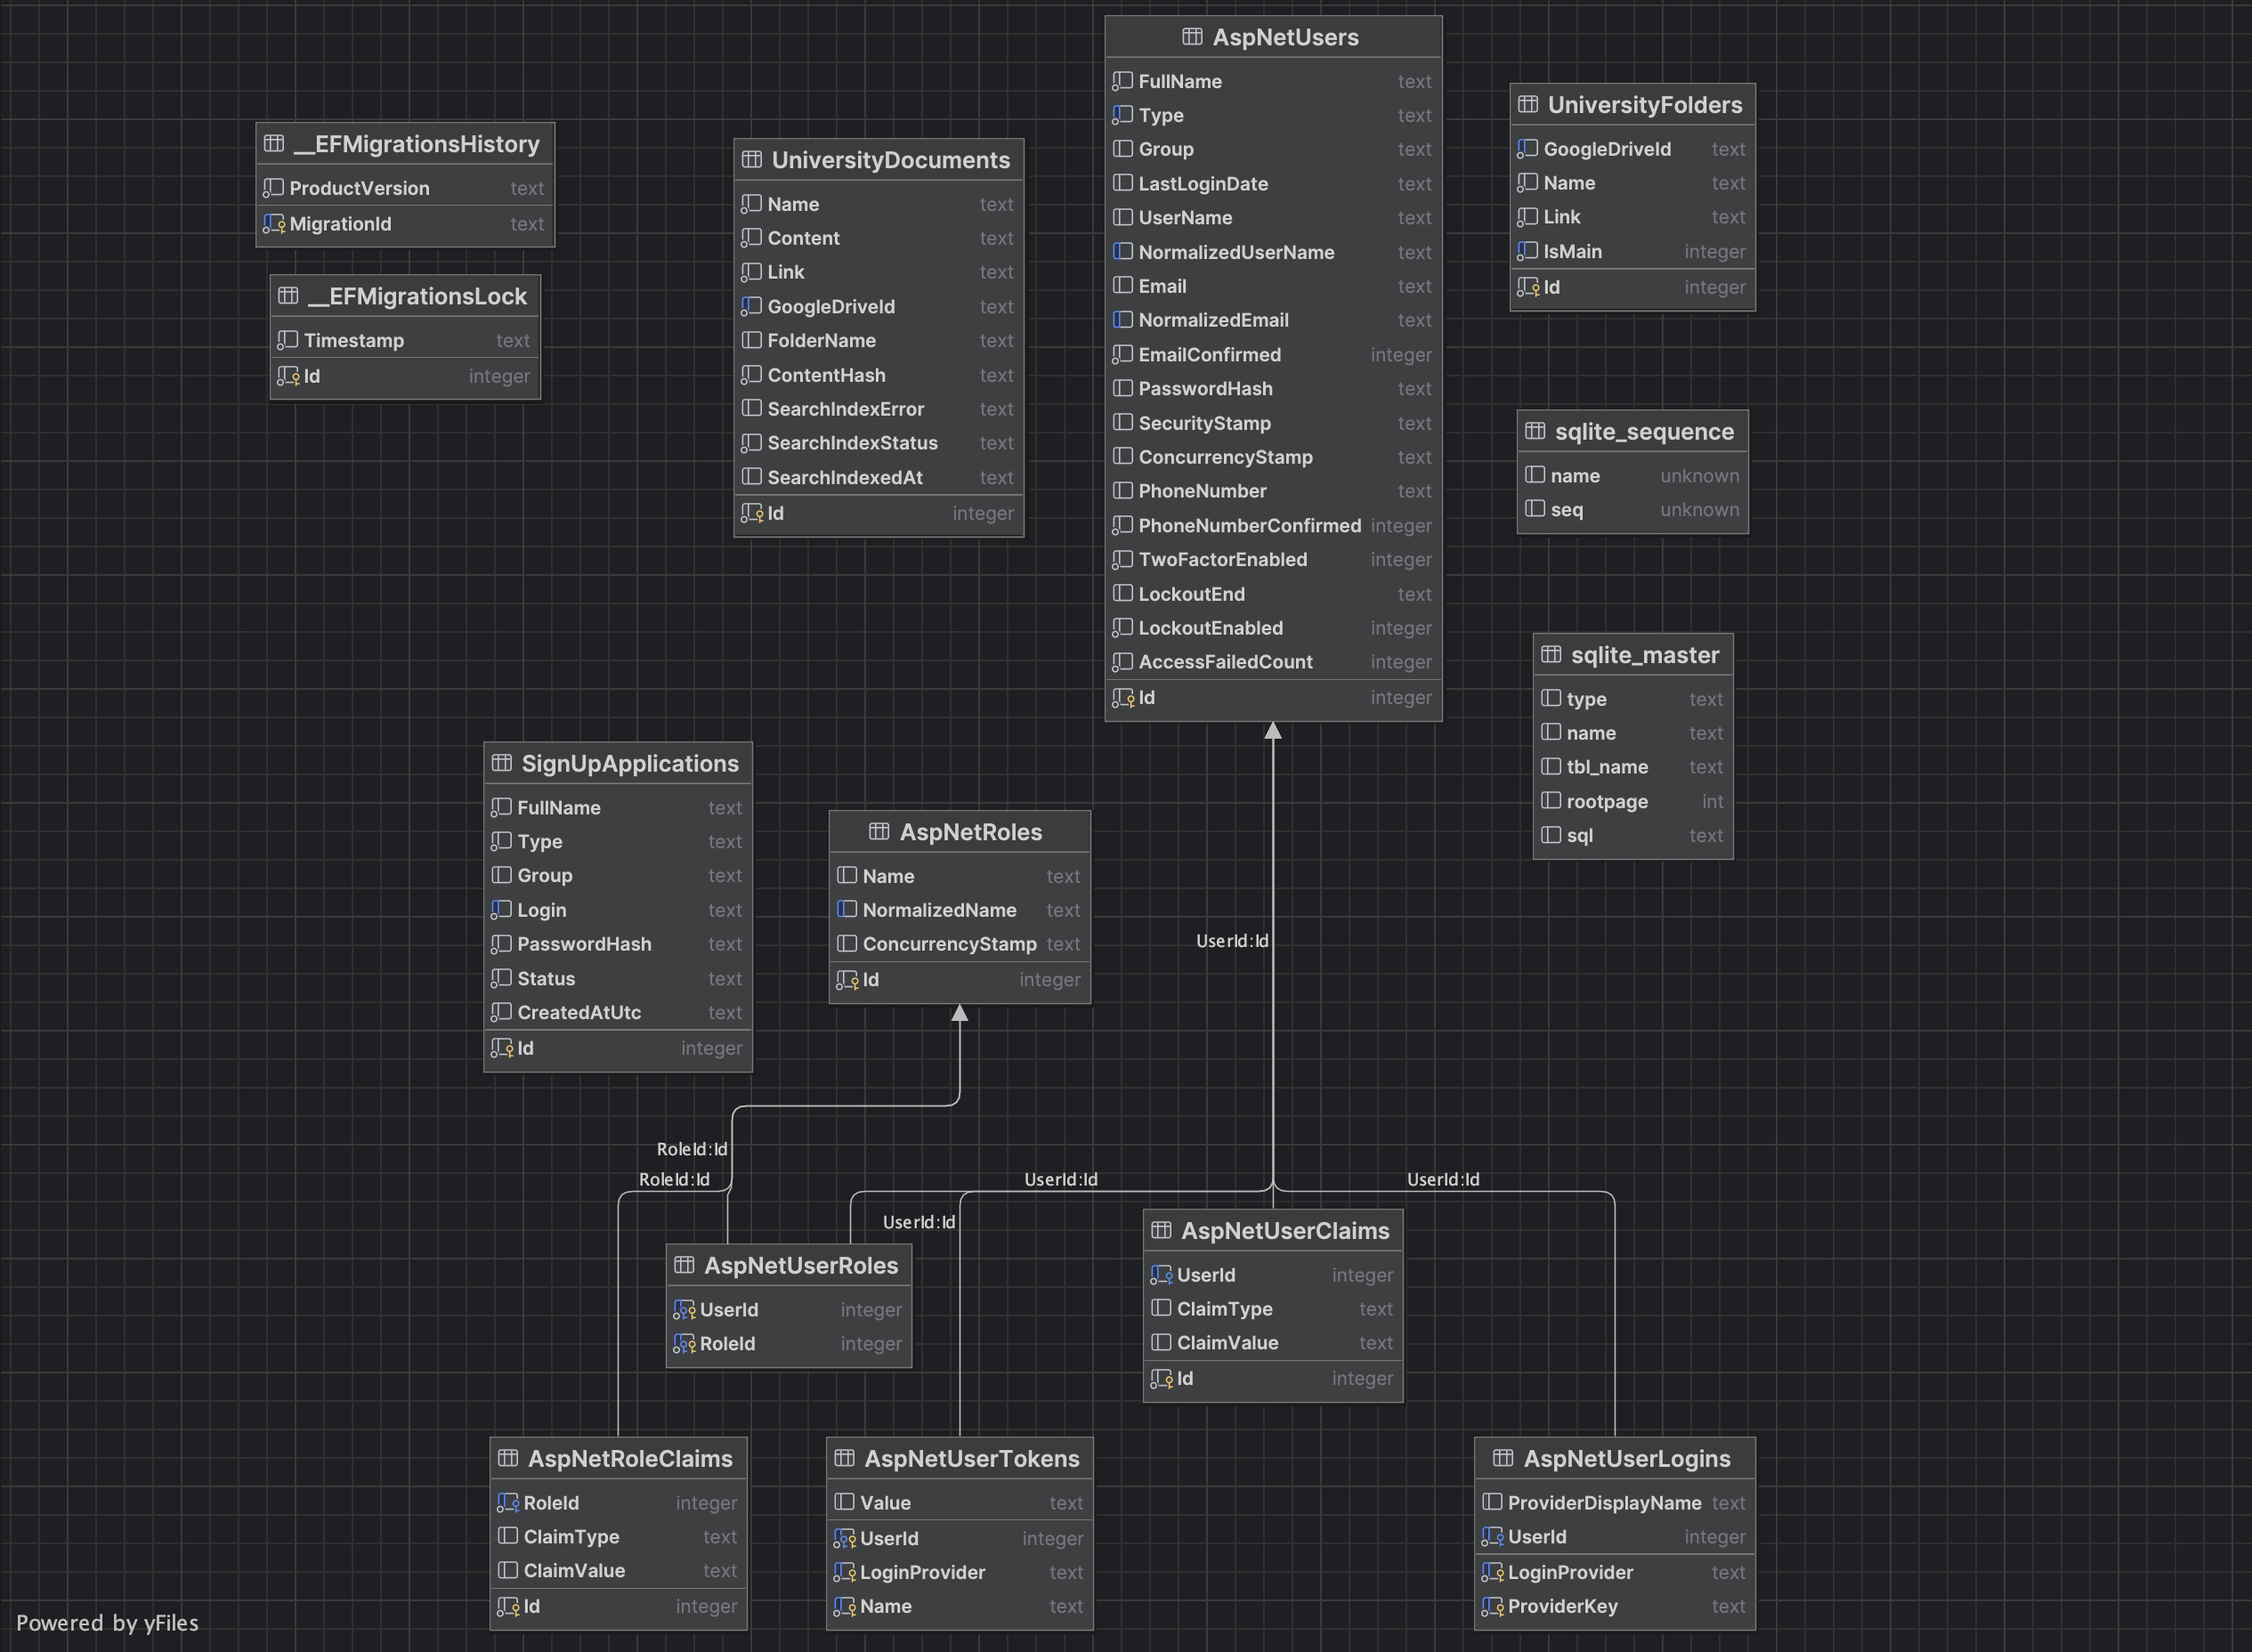 __EFMigrationsHistory
ProductVersion text
MigrationId text
__EFMigrationsLock
Timestamp text
Id integer
UniversityDocuments
Name text
Content text
Link text
GoogleDriveId text
FolderName text
ContentHash text
SearchIndexError text
SearchIndexStatus text
SearchIndexedAt text
Id integer
AspNetUsers
FullName text
Type text
Group text
LastLoginDate text
UserName text
NormalizedUserName text
Email text
NormalizedEmail text
EmailConfirmed integer
PasswordHash text
SecurityStamp text
ConcurrencyStamp text
PhoneNumber text
PhoneNumberConfirmed integer
TwoFactorEnabled integer
LockoutEnd text
LockoutEnabled integer
AccessFailedCount integer
Id integer
UniversityFolders
GoogleDriveId text
Name text
Link text
IsMain integer
Id integer
sqlite_sequence
name unknown
seq unknown
sqlite_master
type text
name text
tbl_name text
rootpage int
sql text
SignUpApplications
FullName text
Type text
Group text
Login text
PasswordHash text
Status text
CreatedAtUtc text
Id integer
AspNetRoles
Name text
NormalizedName text
ConcurrencyStamp text
Id integer
UserId:Id
RoleId:Id
RoleId:Id
UserId:Id
UserId:Id
UserId:Id
AspNetUserRoles
UserId integer
RoleId integer
AspNetUserClaims
UserId integer
ClaimType text
ClaimValue text
Id integer
AspNetRoleClaims
RoleId integer
ClaimType text
ClaimValue text
Id integer
AspNetUserTokens
Value text
UserId integer
LoginProvider text
Name text
AspNetUserLogins
ProviderDisplayName text
UserId integer
LoginProvider text
ProviderKey text
Powered by yFiles